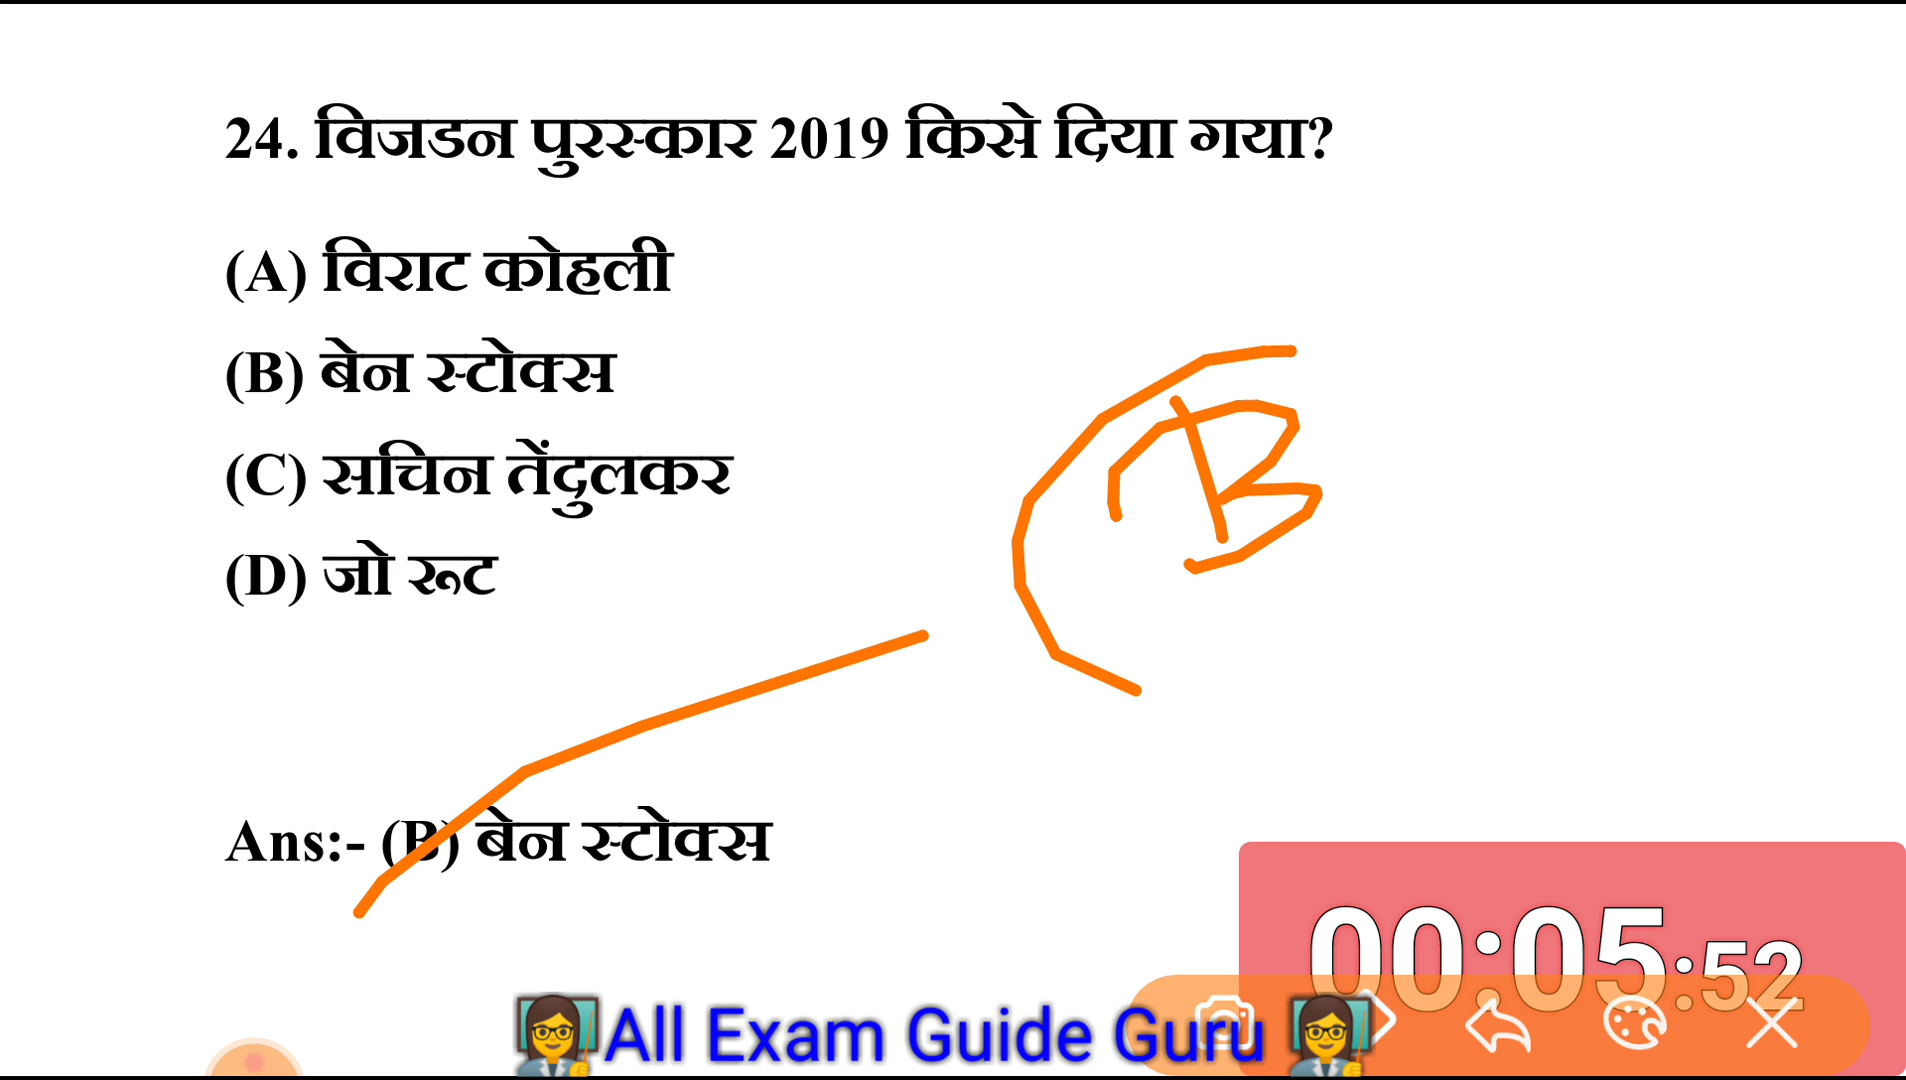 24. विजडन पुरस्कार 2019 किसे दिया गया?
(A) विराट कोहली
(B) बेन स्टोक्स
(C) सचिन तेंदुलकर
(D) जो रूट
B
Ans:- (B) बेन स्टोक्स
00:05:52
All Exam Guide Guru